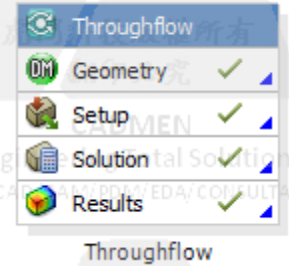 Throughflow
DM Geometry
Setup
CADMEN
Solution
Results
Throughflow